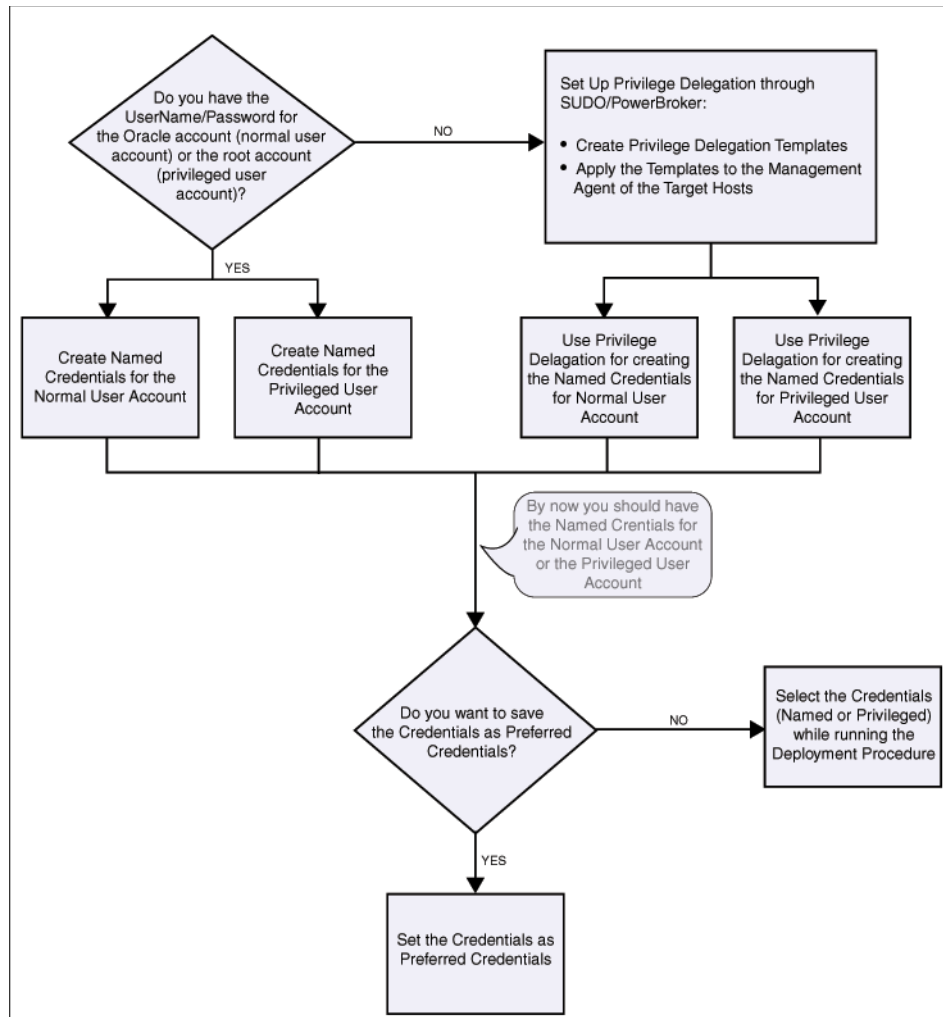 Do you have the
UserName/Password for
the Oracle account (normal user
account) or the root account
(privileged user
account)?
NO
Set Up Privilege Delegation through
SUDO/PowerBroker:
• Create Privilege Delegation Templates
• Apply the Templates to the Management
Agent of the Target Hosts
YES
Create Named
Credentials for the
Normal User Account
Create Named
Credentials for the
Privileged User
Account
Use Privilege
Delagation for creating
the Named Credentials
for Normal User
Account
Use Privilege
Delagation for creating
the Named Credentials
for Privileged User
Account
By now you should have
the Named Crentials for
the Normal User Account
or the Privileged User
Account
Do you want to save
the Credentials as Preferred
Credentials?
NO
Select the Credentials
(Named or Privileged)
while running the
Deployment Procedure
YES
Set the Credentials as
Preferred Credentials